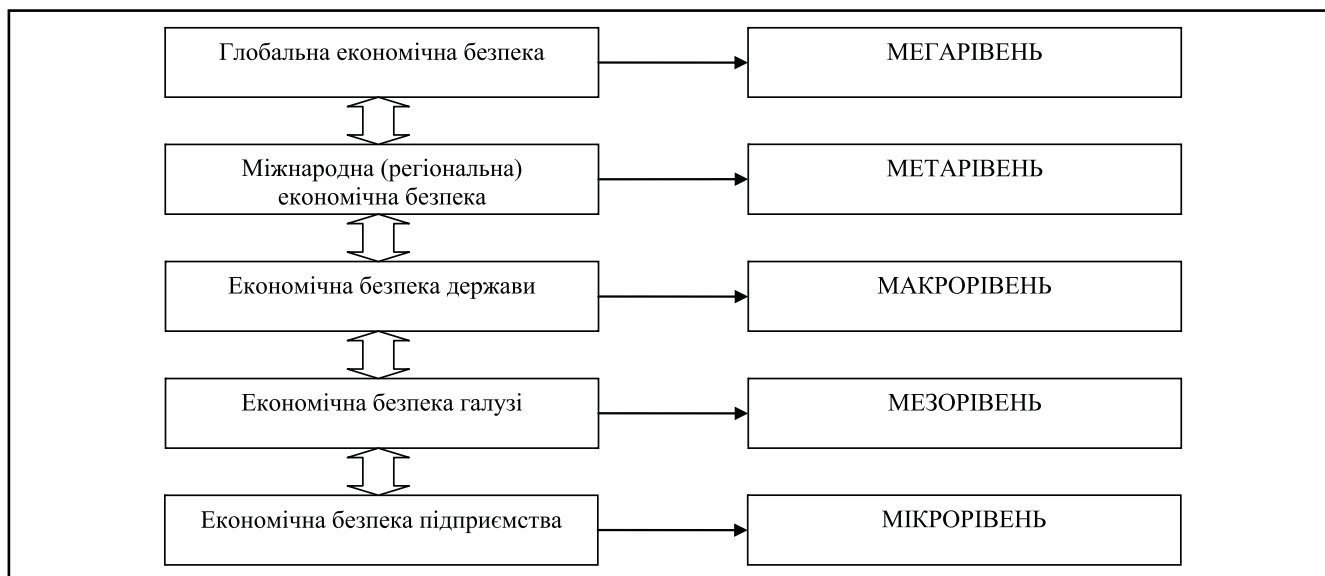 Глобальна економічна безпека
МЕГАРІВЕНЬ
Міжнародна (регіональна)
економічна безпека
МЕТАРІВЕНЬ
Економічна безпека держави
МАКРОРІВЕНЬ
Економічна безпека галузі
МЕЗОРІВЕНЬ
Економічна безпека підприємства
МІКРОРІВЕНЬ